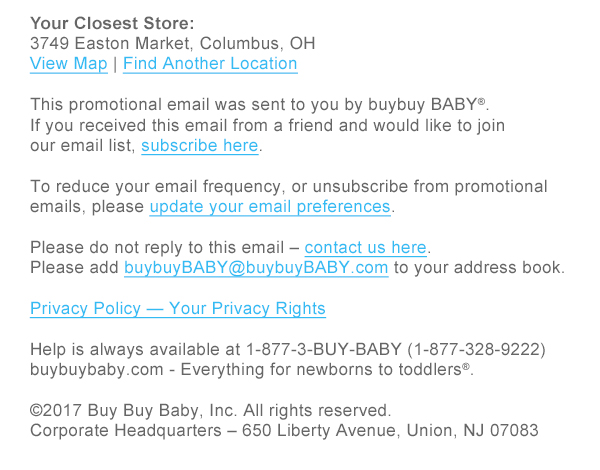 Your Closest Store:
3749 Easton Market, Columbus, OH
View Map | Find Another Location
This promotional email was sent to you by buybuy BABY®.
If you received this email from a friend and would like to join
our email list, subscribe here.
To reduce your email frequency, or unsubscribe from promotional
emails, please update your email preferences.
Please do not reply to this email – contact us here.
Please add buybuyBABY@buybuyBABY.com to your address book.
Privacy Policy — Your Privacy Rights
Help is always available at 1-877-3-BUY-BABY (1-877-328-9222)
buybuybaby.com - Everything for newborns to toddlers®.
©2017 Buy Buy Baby, Inc. All rights reserved.
Corporate Headquarters – 650 Liberty Avenue, Union, NJ 07083